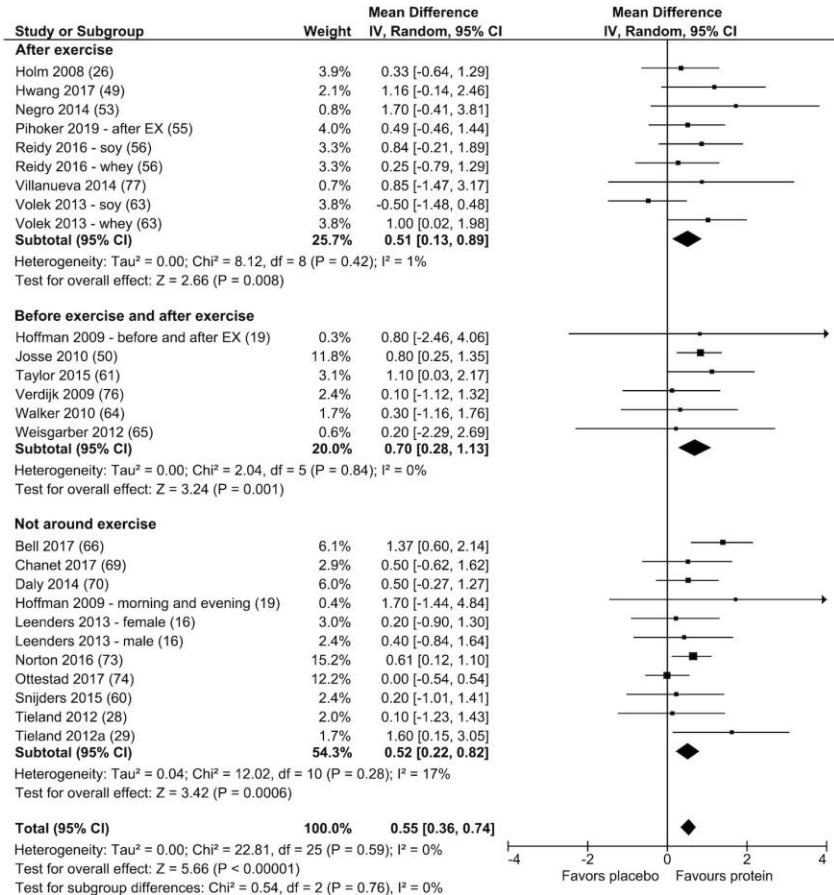 Mean Difference Mean Difference
Study or Subgroup Weight IV, Random, 95% CI IV, Random, 95% CI
After exercise
Holm 2008 (26) 3.9% 0.33 [-0.64, 1.29]
Hwang 2017 (49) 2.1% 1.16 [-0.14, 2.46]
Negro 2014 (53) 0.8% 1.70 [-0.41, 3.81]
Pihoker 2019 - after EX (55) 4.0% 0.49 [-0.46, 1.44]
Reidy 2016 - soy (56) 3.3% 0.84 [-0.21, 1.89]
Reidy 2016 - whey (56) 3.3% 0.25 [-0.79, 1.29]
Villanueva 2014 (77) 0.7% 0.85 [-1.47, 3.17]
Volek 2013 - soy (63) 3.8% -0.50 [-1.48, 0.48]
Volek 2013 - whey (63) 3.8% 1.00 [0.02, 1.98]
Subtotal (95% CI) 25.7% 0.51 [0.13, 0.89]
Heterogeneity: Tau² = 0.00; Chi² = 8.12, df = 8 (P = 0.42); I² = 1%
Test for overall effect: Z = 2.66 (P = 0.008)
Before exercise and after exercise
Hoffman 2009 - before and after EX (19) 0.3% 0.80 [-2.46, 4.06]
Josse 2010 (50) 11.8% 0.80 [0.25, 1.35]
Taylor 2015 (61) 3.1% 1.10 [0.03, 2.17]
Verdijk 2009 (76) 2.4% 0.10 [-1.12, 1.32]
Walker 2010 (64) 1.7% 0.30 [-1.16, 1.76]
Weisgarber 2012 (65) 0.6% 0.20 [-2.29, 2.69]
Subtotal (95% CI) 20.0% 0.70 [0.28, 1.13]
Heterogeneity: Tau² = 0.00; Chi² = 2.04, df = 5 (P = 0.84); I² = 0%
Test for overall effect: Z = 3.24 (P = 0.001)
Not around exercise
Bell 2017 (66) 6.1% 1.37 [0.60, 2.14]
Chanet 2017 (69) 2.9% 0.50 [-0.62, 1.62]
Daly 2014 (70) 6.0% 0.50 [-0.27, 1.27]
Hoffman 2009 - morning and evening (19) 0.4% 1.70 [-1.44, 4.84]
Leenders 2013 - female (16) 3.0% 0.20 [-0.90, 1.30]
Leenders 2013 - male (16) 2.4% 0.40 [-0.84, 1.64]
Norton 2016 (73) 15.2% 0.61 [0.12, 1.10]
Ottestad 2017 (74) 12.2% 0.00 [-0.54, 0.54]
Snijders 2015 (60) 2.4% 0.20 [-1.01, 1.41]
Tieland 2012 (28) 2.0% 0.10 [-1.23, 1.43]
Tieland 2012a (29) 1.7% 1.60 [0.15, 3.05]
Subtotal (95% CI) 54.3% 0.52 [0.22, 0.82]
Heterogeneity: Tau² = 0.04; Chi² = 12.02, df = 10 (P = 0.28); I² = 17%
Test for overall effect: Z = 3.42 (P = 0.0006)
Total (95% CI) 100.0% 0.55 [0.36, 0.74]
Heterogeneity: Tau² = 0.00; Chi² = 22.81, df = 25 (P = 0.59); I² = 0%
Test for overall effect: Z = 5.66 (P < 0.00001)
Test for subgroup differences: Chi² = 0.54, df = 2 (P = 0.76), I² = 0%
-4 -2 0 2 4
Favors placebo Favours protein